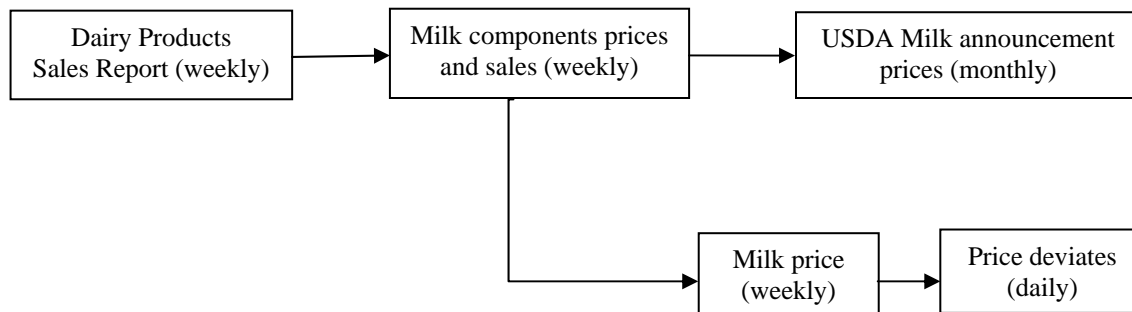 Dairy Products
Sales Report (weekly)
Milk components prices
and sales (weekly)
USDA Milk announcement
prices (monthly)
Milk price
(weekly)
Price deviates
(daily)